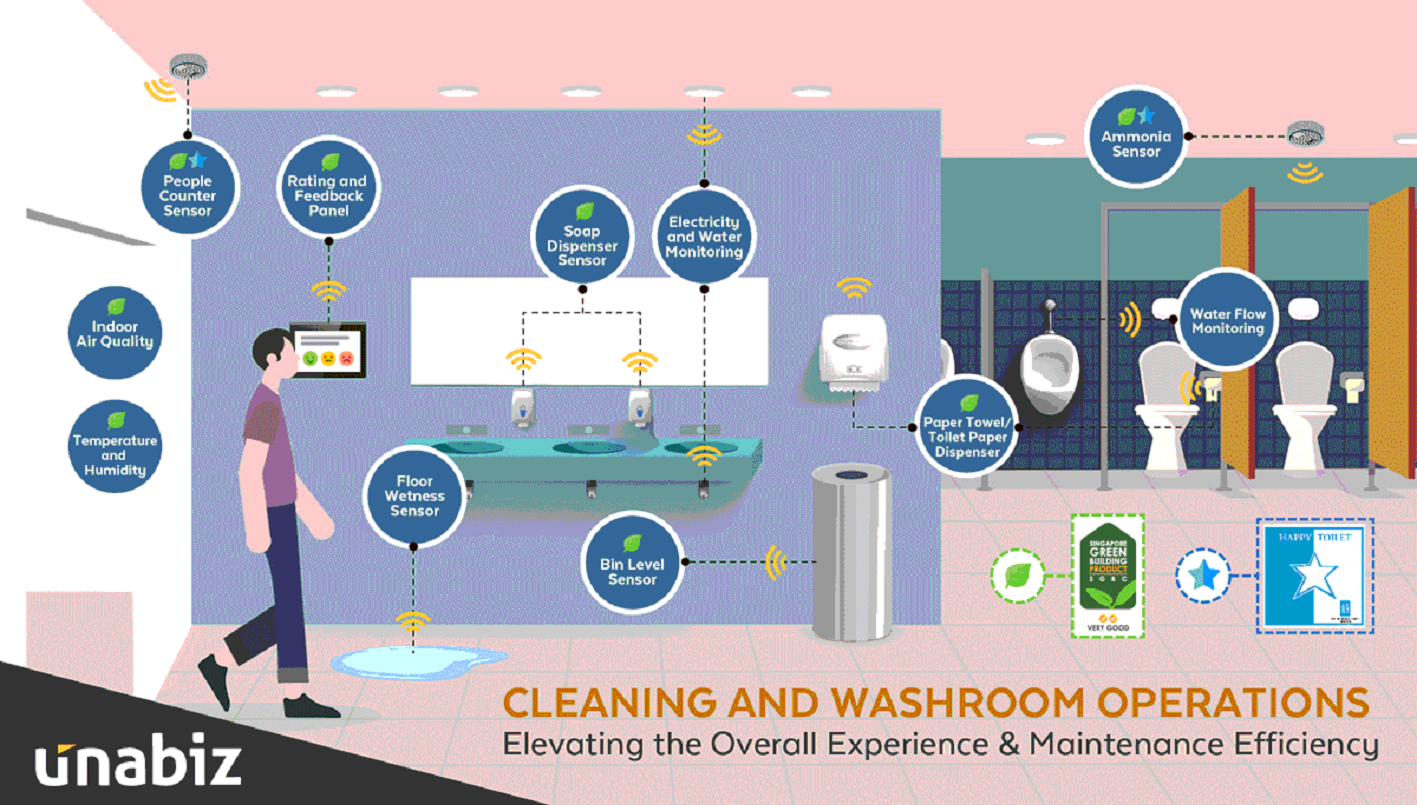 People
Counter
Sensor
Rating and
Feedback
Panel
Soap
Dispenser
Sensor
Electricity
and Water
Monitoring
Ammonia
Sensor
Indoor
Air Quality
Water Flow
Monitoring
Temperature
and
Humidity
Paper Towel/
Toilet Paper
Dispenser
Floor
Wetness
Sensor
Bin Level
Sensor
SINGAPORE
GREEN
BUILDING
PRODUCT
SGBC
VERY GOOD
HAPPY TOILET
CLEANING AND WASHROOM OPERATIONS
Elevating the Overall Experience & Maintenance Efficiency
unabiz